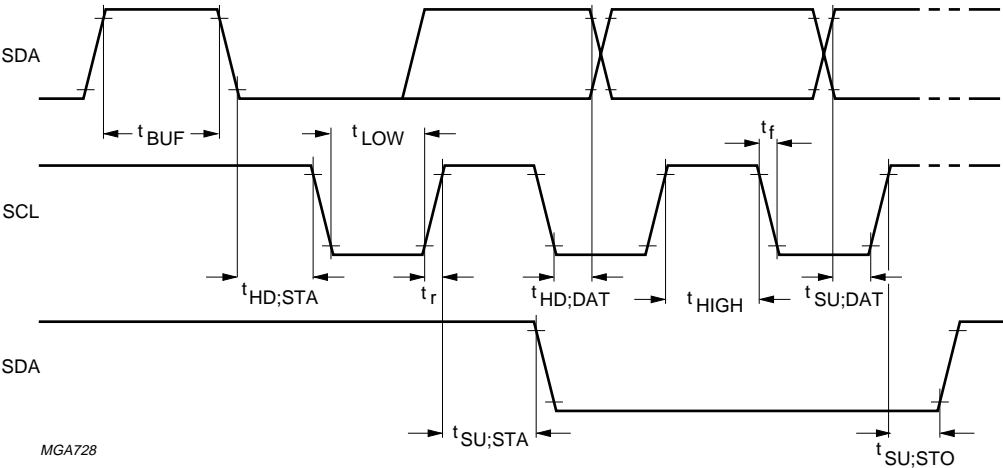 SDA
t BUF
t LOW
t f
SCL
t HD;STA
t r
t HD;DAT
t HIGH
t SU;DAT
SDA
t SU;STA
t SU;STO
MGA728